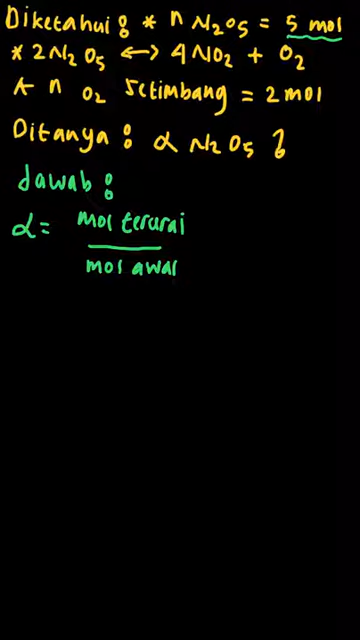 Diketahui : * n N2O5 = 5 mol
* 2N2O5 <-> 4NO2 + O2
* n O2 setimbang = 2 mol
Ditanya : α N2O5 ?
Jawab :
α = mol terurai
mol awal